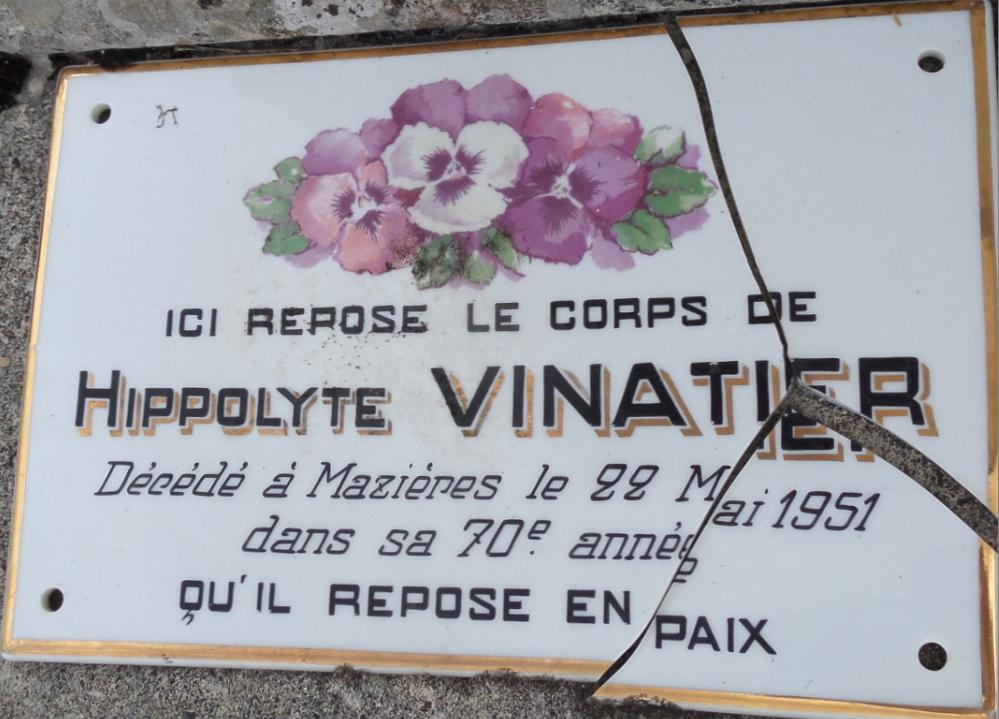 ICI REPOSE LE CORPS DE
HIPPOLYTE VINATIER
Décédé à Mazières le 22 Mai 1951
dans sa 70e. année
QU'IL REPOSE EN PAIX